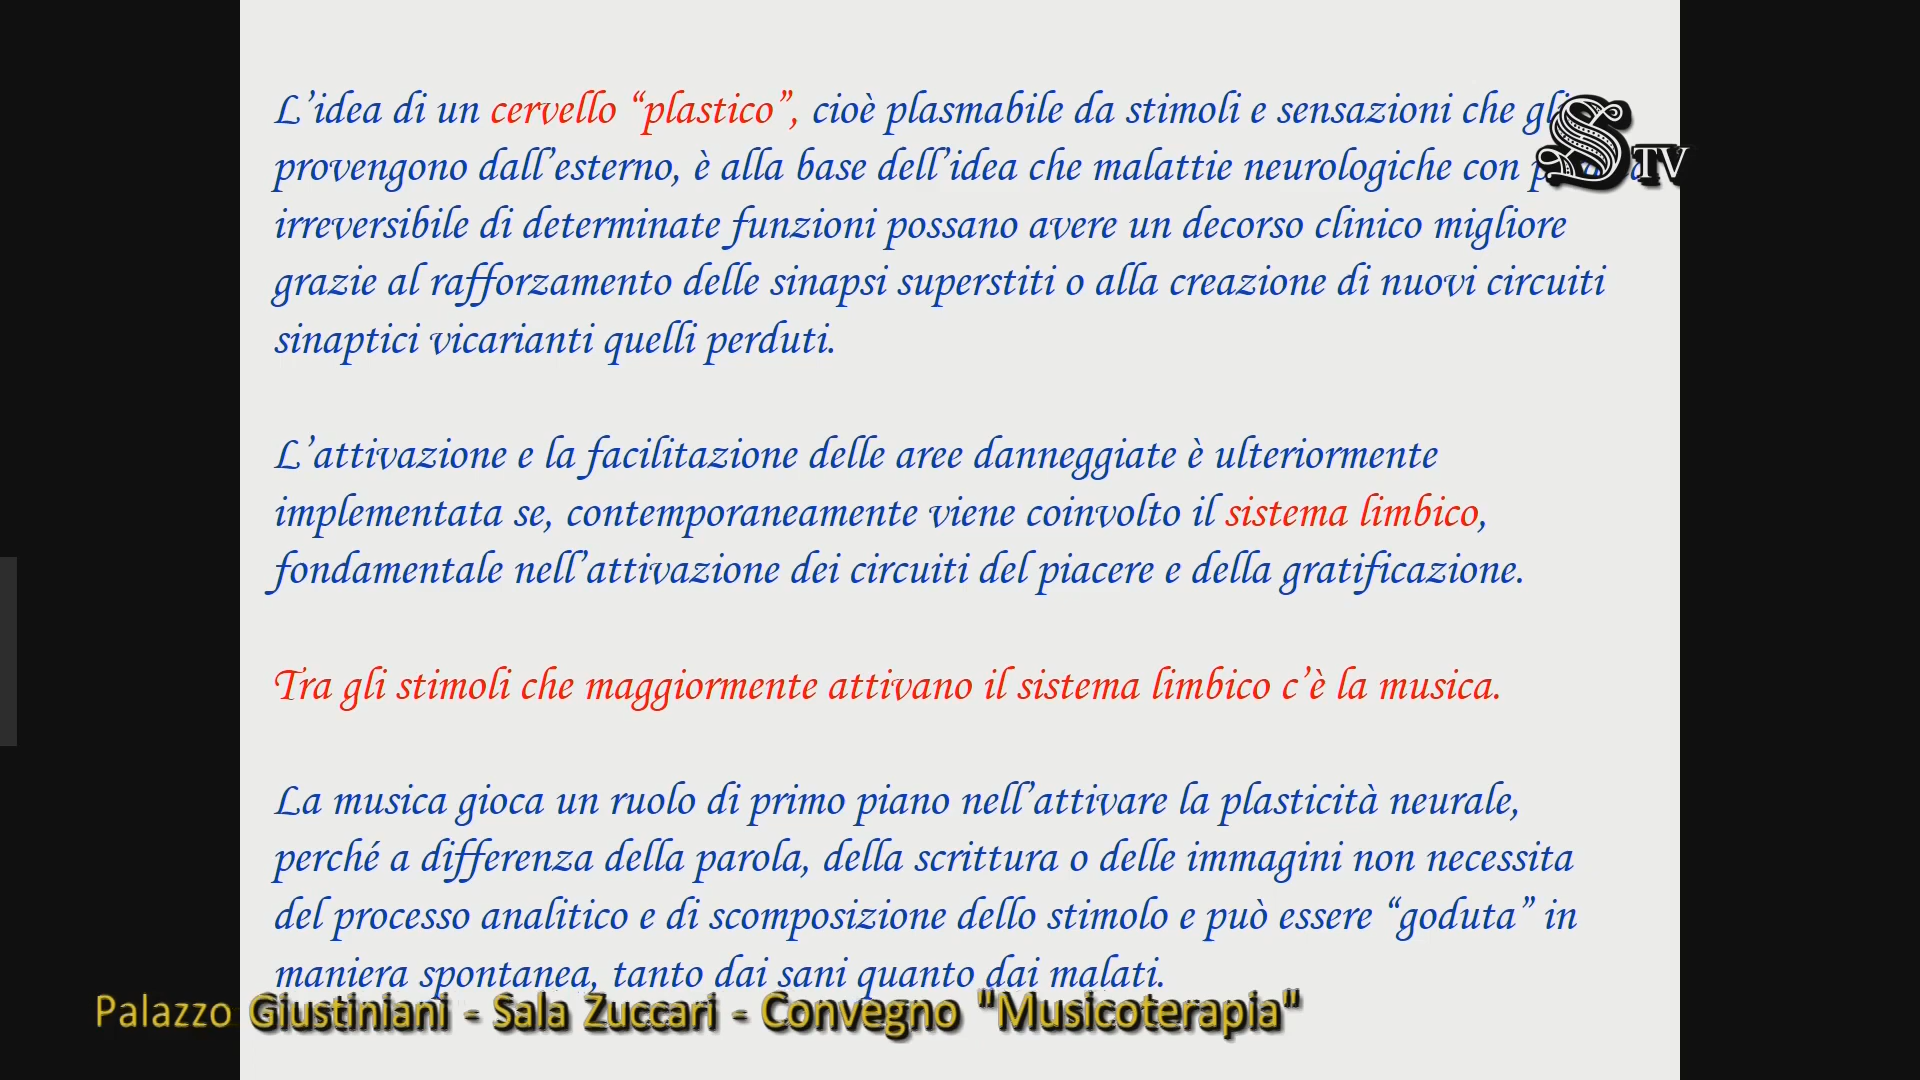 L’idea di un cervello “plastico”, cioè plasmabile da stimoli e sensazioni che gli
provengono dall’esterno, è alla base dell’idea che malattie neurologiche con
irreversibile di determinate funzioni possano avere un decorso clinico migliore
grazie al rafforzamento delle sinapsi superstiti o alla creazione di nuovi circuiti
sinaptici vicarianti quelli perduti.
L’attivazione e la facilitazione delle aree danneggiate è ulteriormente
implementata se, contemporaneamente viene coinvolto il sistema limbico,
fondamentale nell’attivazione dei circuiti del piacere e della gratificazione.
Tra gli stimoli che maggiormente attivano il sistema limbico c’è la musica.
La musica gioca un ruolo di primo piano nell’attivare la plasticità neurale,
perché a differenza della parola, della scrittura o delle immagini non necessita
del processo analitico e di scomposizione dello stimolo e può essere “goduta” in
maniera spontanea, tanto dai sani quanto dai malati.
Palazzo Giustiniani - Sala Zuccari - Convegno "Musicoterapia"
S TV